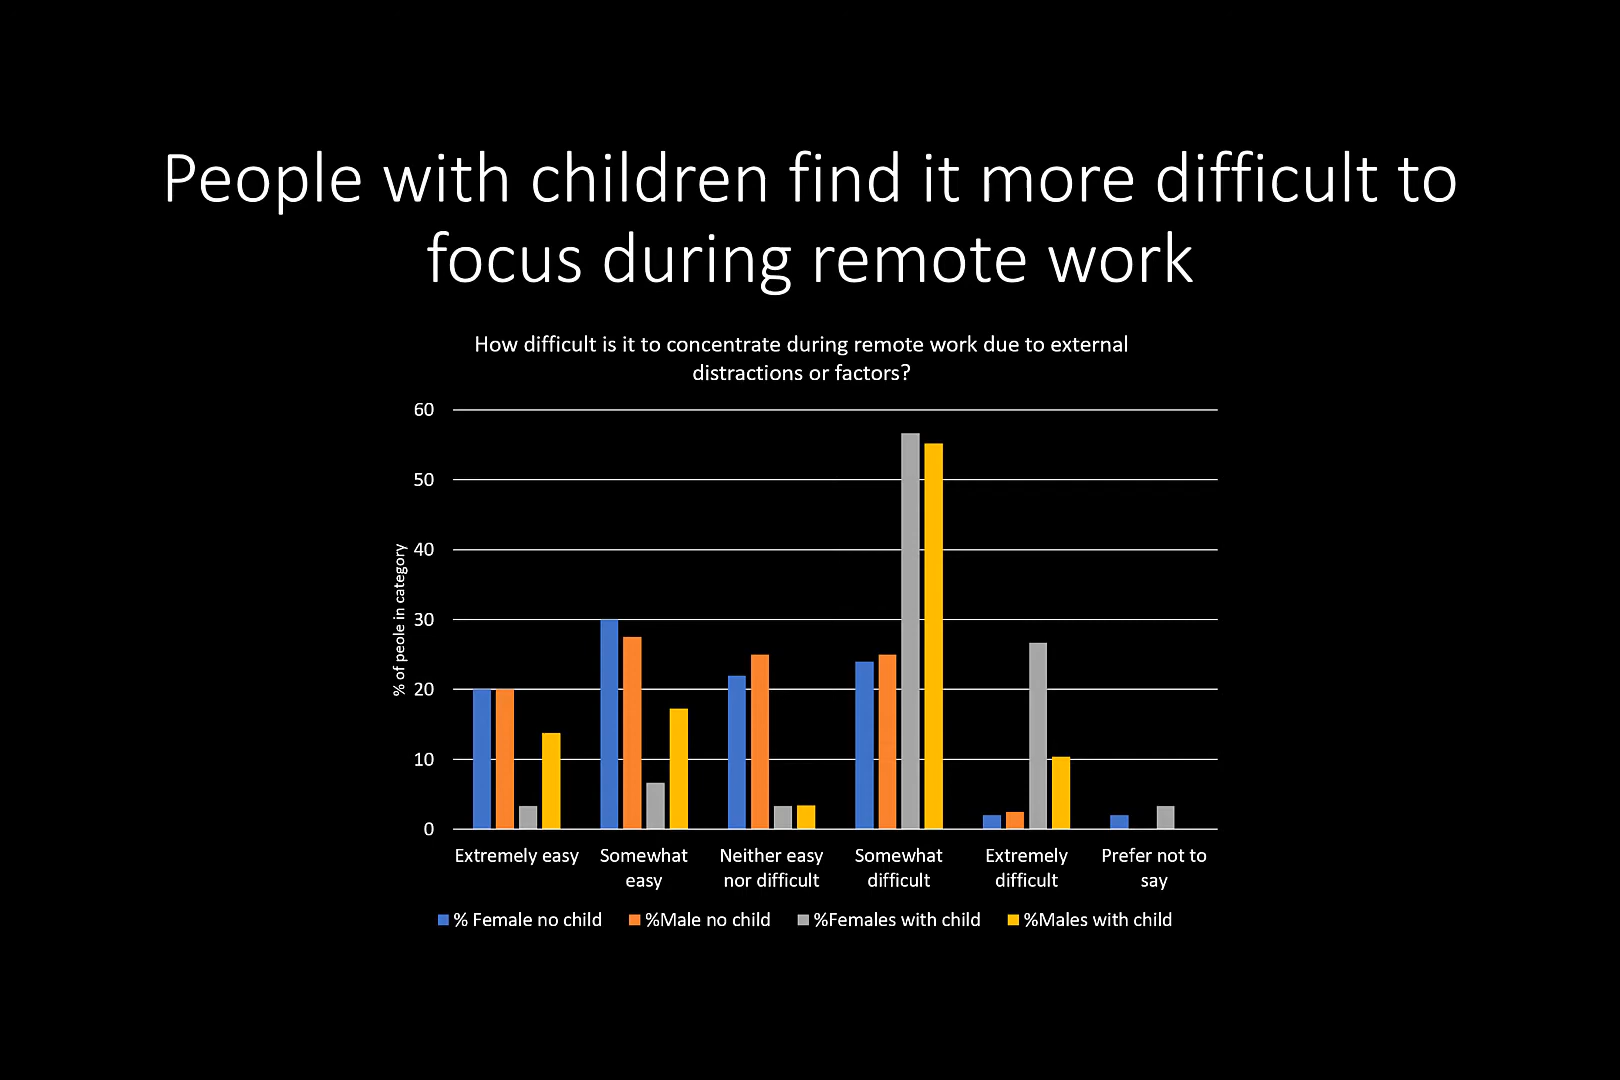 People with children find it more difficult to
focus during remote work
How difficult is it to concentrate during remote work due to external
distractions or factors?
% of peole in category
60
50
40
30
20
10
0
Extremely easy
Somewhat
easy
Neither easy
nor difficult
Somewhat
difficult
Extremely
difficult
Prefer not to
say
% Female no child %Male no child %Females with child %Males with child